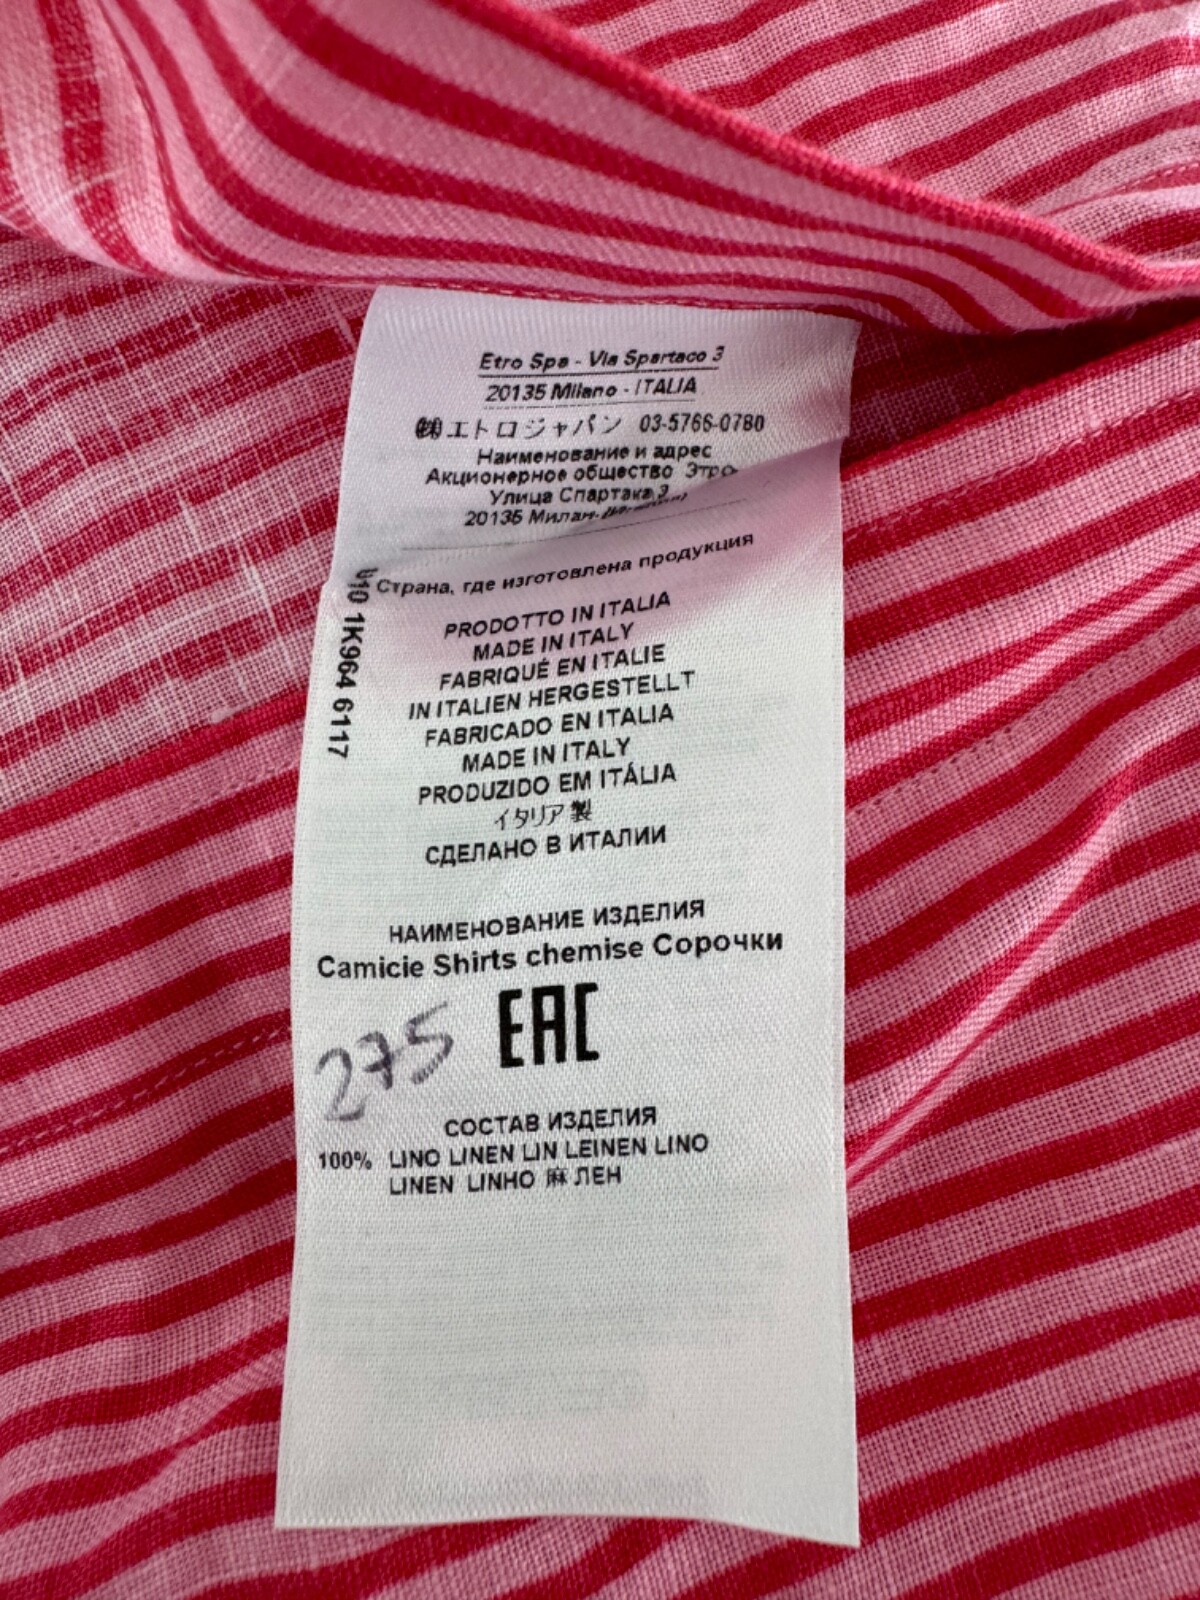 Etro Spa - Via Spartaco 3
20135 Milano - ITALIA
㈱エトロジャパン 03-5766-0780
Наименование и адрес
Акционерное общество Этро
Улица Спартака 3
20135 Милан-
Страна, где изготовлена продукция
1K964 6117
PRODOTTO IN ITALIA
MADE IN ITALY
FABRIQUÉ EN ITALIE
IN ITALIEN HERGESTELLT
FABRICADO EN ITALIA
MADE IN ITALY
PRODUZIDO EM ITÁLIA
イタリア製
СДЕЛАНО В ИТАЛИИ
НАИМЕНОВАНИЕ ИЗДЕЛИЯ
Camicie Shirts chemise Сорочки
275
EAC
СОСТАВ ИЗДЕЛИЯ
100% LINO LINEN LIN LEINEN LINO
LINEN LINHO 麻 ЛЕН